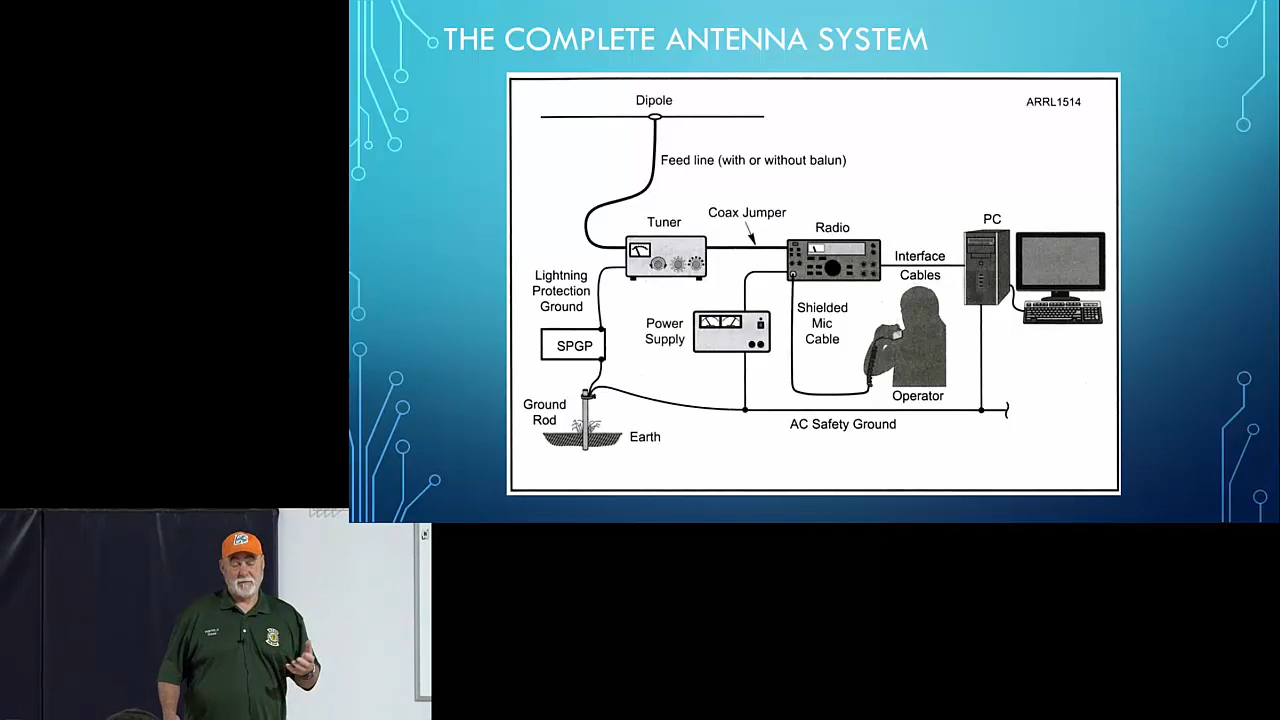 THE COMPLETE ANTENNA SYSTEM
Dipole
ARRL1514
Feed line (with or without balun)
Tuner
Coax Jumper
Radio
PC
Interface
Cables
Lightning
Protection
Ground
Power
Supply
Shielded
Mic
Cable
SPGP
Operator
Ground
Rod
AC Safety Ground
Earth